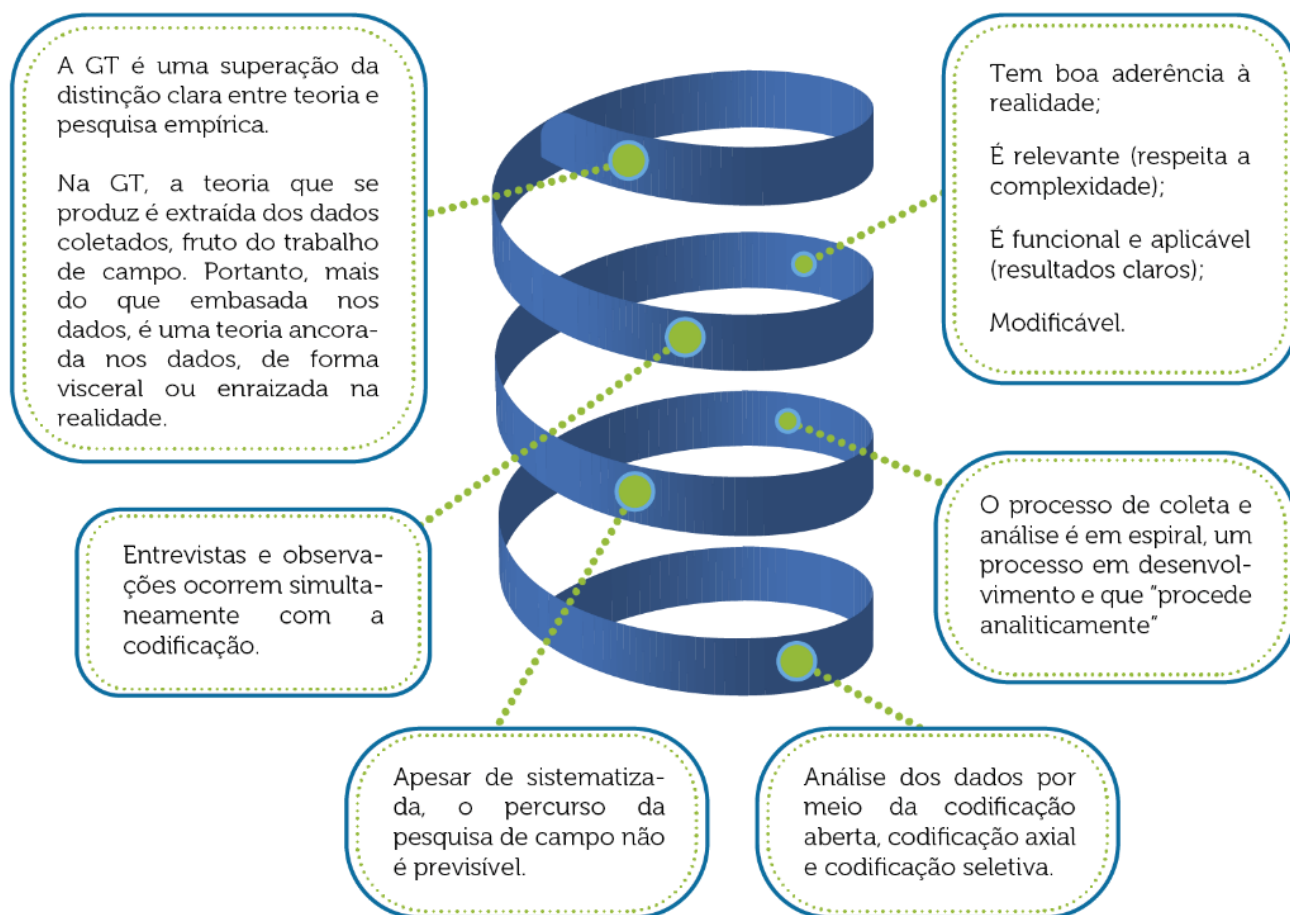 A GT é uma superação da
distinção clara entre teoria e
pesquisa empírica.
Na GT, a teoria que se
produz é extraída dos dados
coletados, fruto do trabalho
de campo. Portanto, mais
do que embasada nos
dados, é uma teoria ancora-
da nos dados, de forma
visceral ou enraizada na
realidade.
Tem boa aderência à
realidade;
É relevante (respeita a
complexidade);
É funcional e aplicável
(resultados claros);
Modificável.
Entrevistas e observa-
ções ocorrem simulta-
neamente com a
codificação.
O processo de coleta e
análise é em espiral, um
processo em desenvol-
vimento e que “procede
analiticamente”
Apesar de sistematiza-
da, o percurso da
pesquisa de campo não
é previsível.
Análise dos dados por
meio da codificação
aberta, codificação axial
e codificação seletiva.